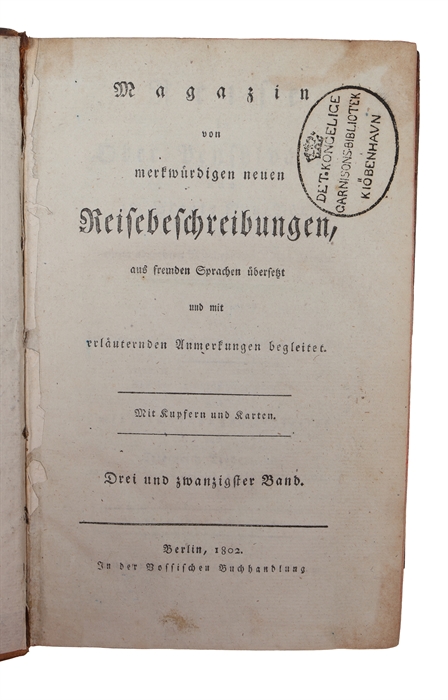 Magazin
von
merkwürdigen neuen
Reisebeschreibungen,
aus fremden Sprachen übersetzt
und mit
erläuternden Anmerkungen begleitet.
Mit Kupfern und Karten.
Drei und zwanzigster Band.
Berlin, 1802.
In der Vossischen Buchhandlung
DET KONGELIGE
GARNISONS-BIBLIOTEK
KIÖBENHAVN